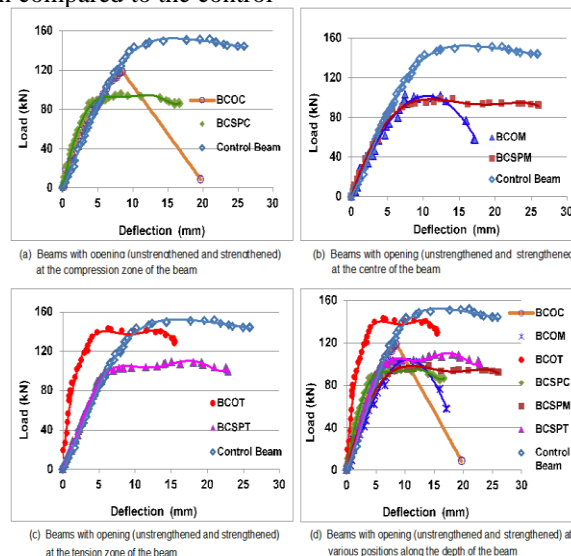 compared to the control
160
120
80
40
0
Load (kN)
BCOC
BCSPC
Control Beam
0 5 10 15 20 25 30
Deflection (mm)
(a) Beams with opening (unstrengthened and strengthened)
at the compression zone of the beam
160
120
80
40
0
Load (kN)
BCOM
BCSPM
Control Beam
0 5 10 15 20 25 30
Deflection (mm)
(b) Beams with opening (unstrengthened and strengthened
at the centre of the beam
160
120
80
40
0
Load (kN)
BCOT
BCSPT
Control Beam
0 5 10 15 20 25 30
Deflection (mm)
(c) Beams with opening (unstrengthened and strengthened)
at the tension zone of the beam
160
120
80
40
0
Load (kN)
BCOC
BCOM
BCOT
BCSPC
BCSPM
BCSPT
Control
Beam
0 5 10 15 20 25 30
Deflection (mm)
(d) Beams with opening (unstrengthened and strengthened) at
various positions along the depth of the beam